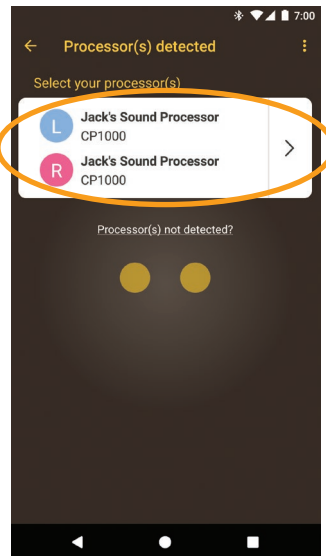 7:00
Processor(s) detected
Select your processor(s)
L
Jack's Sound Processor
CP1000
R
Jack's Sound Processor
CP1000
Processor(s) not detected?